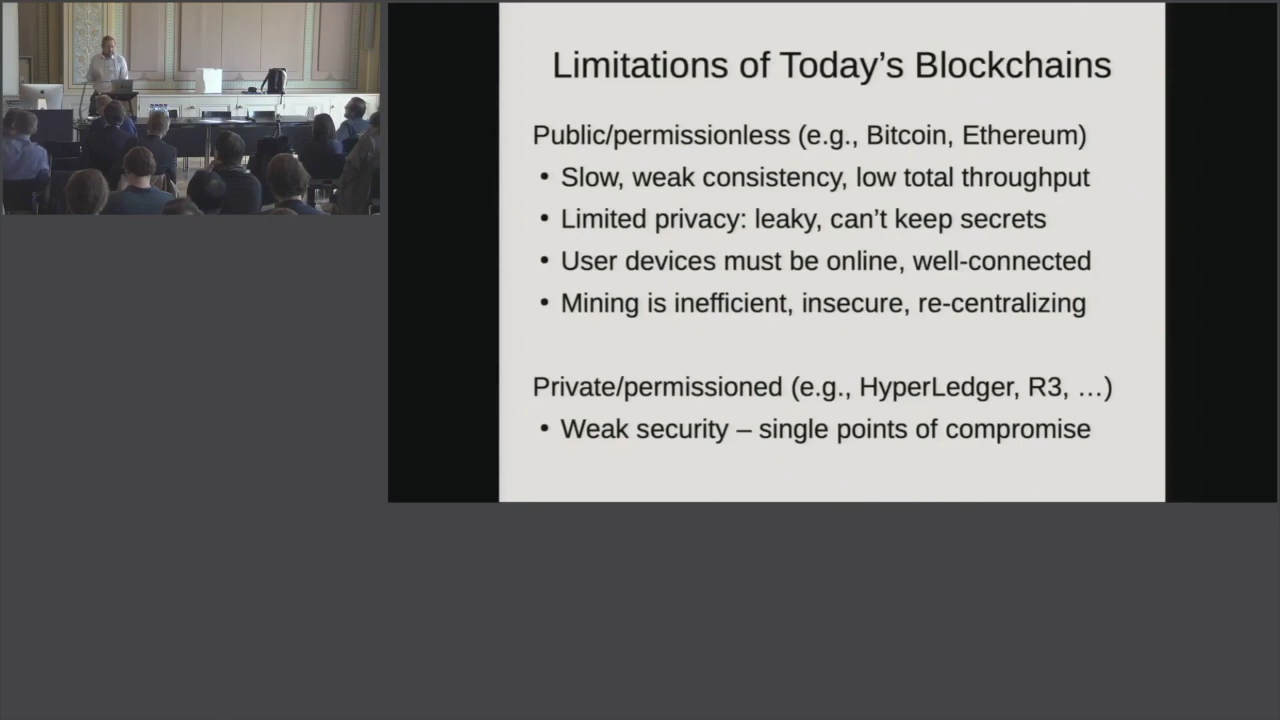 Limitations of Today’s Blockchains
Public/permissionless (e.g., Bitcoin, Ethereum)
• Slow, weak consistency, low total throughput
• Limited privacy: leaky, can’t keep secrets
• User devices must be online, well-connected
• Mining is inefficient, insecure, re-centralizing
Private/permissioned (e.g., HyperLedger, R3, …)
• Weak security – single points of compromise